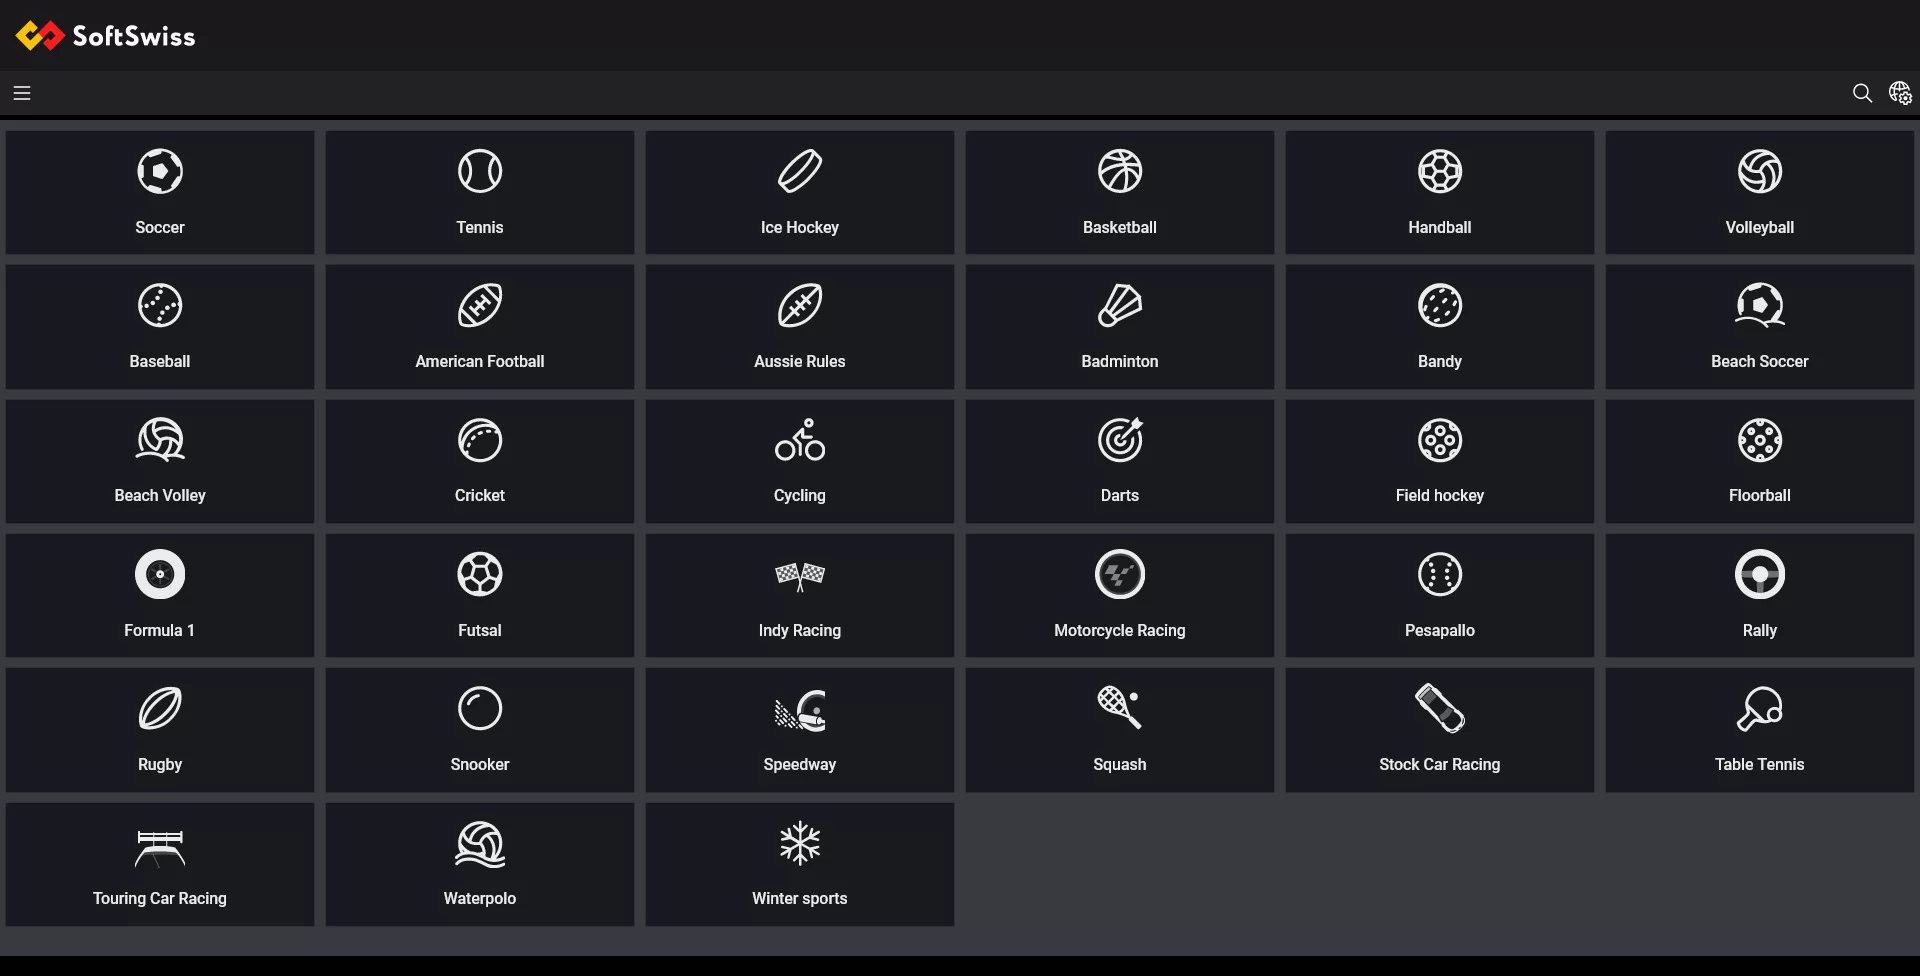 SoftSwiss
Soccer
Tennis
Ice Hockey
Basketball
Handball
Volleyball
Baseball
American Football
Aussie Rules
Badminton
Bandy
Beach Soccer
Beach Volley
Cricket
Cycling
Darts
Field hockey
Floorball
Formula 1
Futsal
Indy Racing
Motorcycle Racing
Pesapallo
Rally
Rugby
Snooker
Speedway
Squash
Stock Car Racing
Table Tennis
Touring Car Racing
Waterpolo
Winter sports